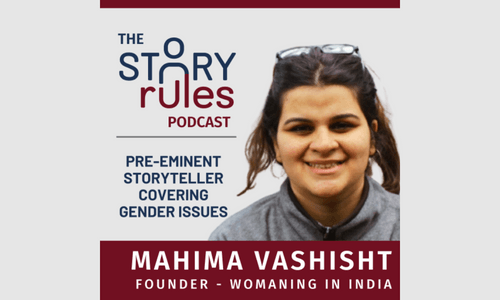 THE
STORY
rules
PODCAST
PRE-EMINENT
STORYTELLER
COVERING
GENDER ISSUES
MAHIMA VASHISHT
FOUNDER - WOMANING IN INDIA